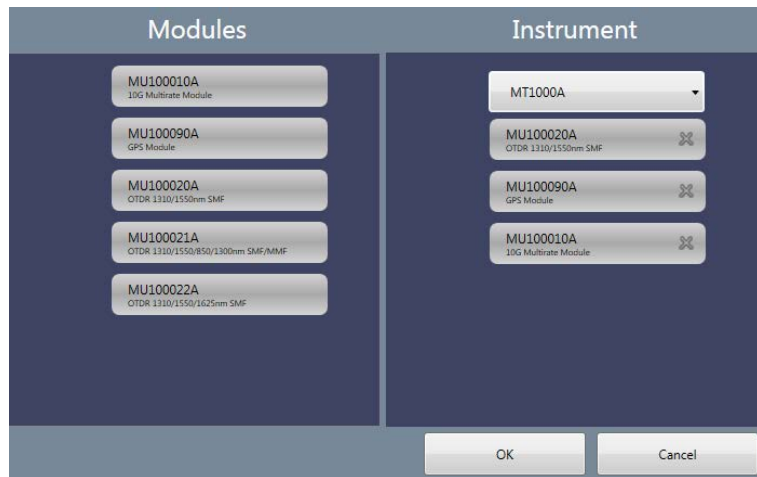 Modules
MU100010A
10G Multirate Module
MU100090A
GPS Module
MU100020A
OTDR 1310/1550nm SMF
MU100021A
OTDR 1310/1550/850/1300nm SMF/MMF
MU100022A
OTDR 1310/1550/1625nm SMF
Instrument
MT1000A
MU100020A
OTDR 1310/1550nm SMF
MU100090A
GPS Module
MU100010A
10G Multirate Module
OK
Cancel